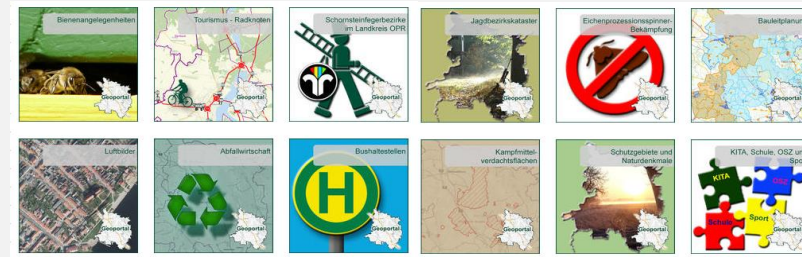 Bienenangelegenheiten
Geoportal
Tourismus - Radknoten
Geoportal
Schornsteinfegerbezirke
im Landkreis OPR
Geoportal
Jagdbezirkskataster
Geoportal
Eichenprozessionsspinner-
Bekämpfung
Geoportal
Bauleitplanun
Geoportal
Luftbilder
Geoportal
Abfallwirtschaft
Geoportal
Bushaltestellen
H
Geoportal
Kampfmittel-
verdachtsflächen
Geoportal
Schutzgebiete und
Naturdenkmale
Geoportal
KITA, Schule, OSZ un
Spo
KITA
OSZ
Schule
Sport
Geoportal